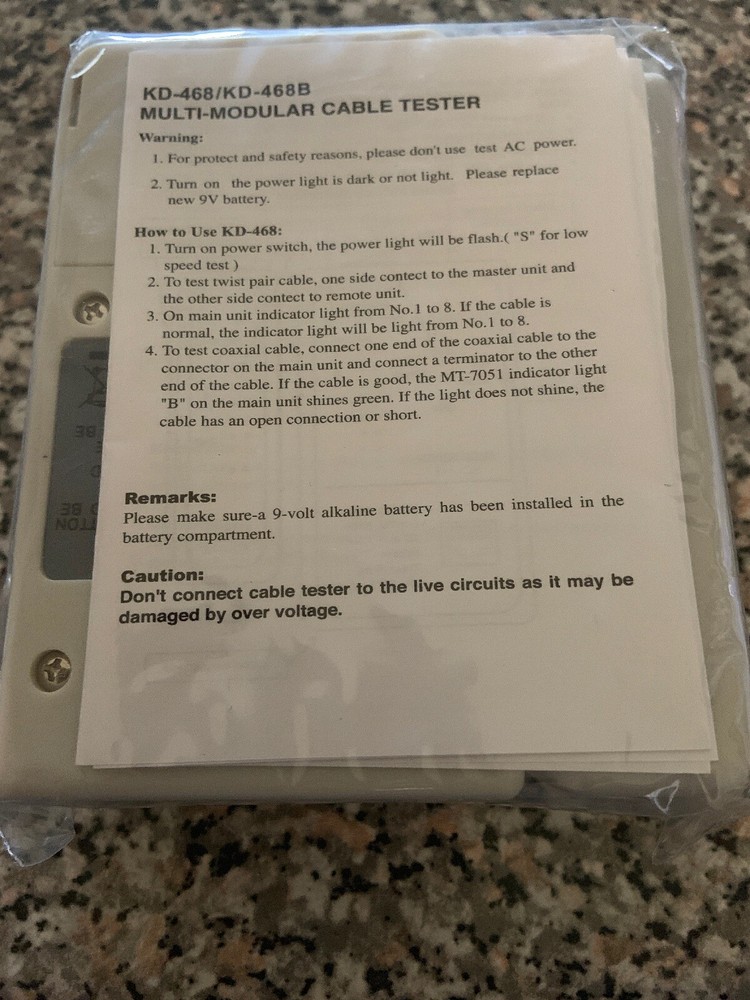 KD-468/KD-468B
MULTI-MODULAR CABLE TESTER
Warning:
1. For protect and safety reasons, please don't use test AC power.
2. Turn on the power light is dark or not light. Please replace
new 9V battery.
How to Use KD-468:
1. Turn on power switch, the power light will be flash.( "S" for low
speed test )
2. To test twist pair cable, one side contect to the master unit and
the other side contect to remote unit.
3. On main unit indicator light from No.1 to 8. If the cable is
normal, the indicator light will be light from No.1 to 8.
4. To test coaxial cable, connect one end of the coaxial cable to the
connector on the main unit and connect a terminator to the other
end of the cable. If the cable is good, the MT-7051 indicator light
"B" on the main unit shines green. If the light does not shine, the
cable has an open connection or short.
Remarks:
Please make sure-a 9-volt alkaline battery has been installed in the
battery compartment.
Caution:
Don't connect cable tester to the live circuits as it may be
damaged by over voltage.
BE